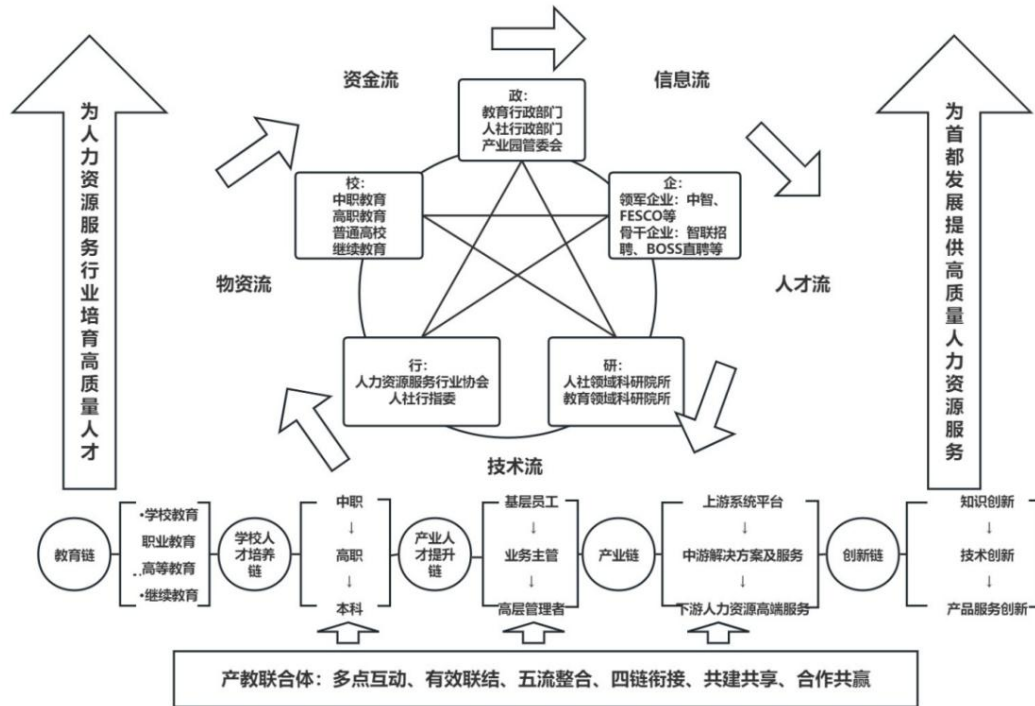 资金流
信息流
政：
教育行政部门
人社行政部门
产业园管委会
校：
中职教育
高职教育
普通高校
继续教育
企：
领军企业：中智、
FESCO等
骨干企业：智联招
聘、BOSS直聘等
物资流
人才流
行：
人力资源服务行业协会
人社行指委
研：
人社领域科研院所
教育领域科研院所
技术流
为人力资源服务行业培育高质量人才
为首都发展提供高质量人力资源服务
教育链
•学校教育
职业教育
高等教育
•继续教育
学校人
才培养
链
中职
↓
高职
↓
本科
产业人
才提升
链
基层员工
↓
业务主管
↓
高层管理者
产业链
上游系统平台
↓
中游解决方案及服务
↓
下游人力资源高端服务
创新链
知识创新
↓
技术创新
↓
产品服务创新
产教联合体：多点互动、有效联结、五流整合、四链衔接、共建共享、合作共赢